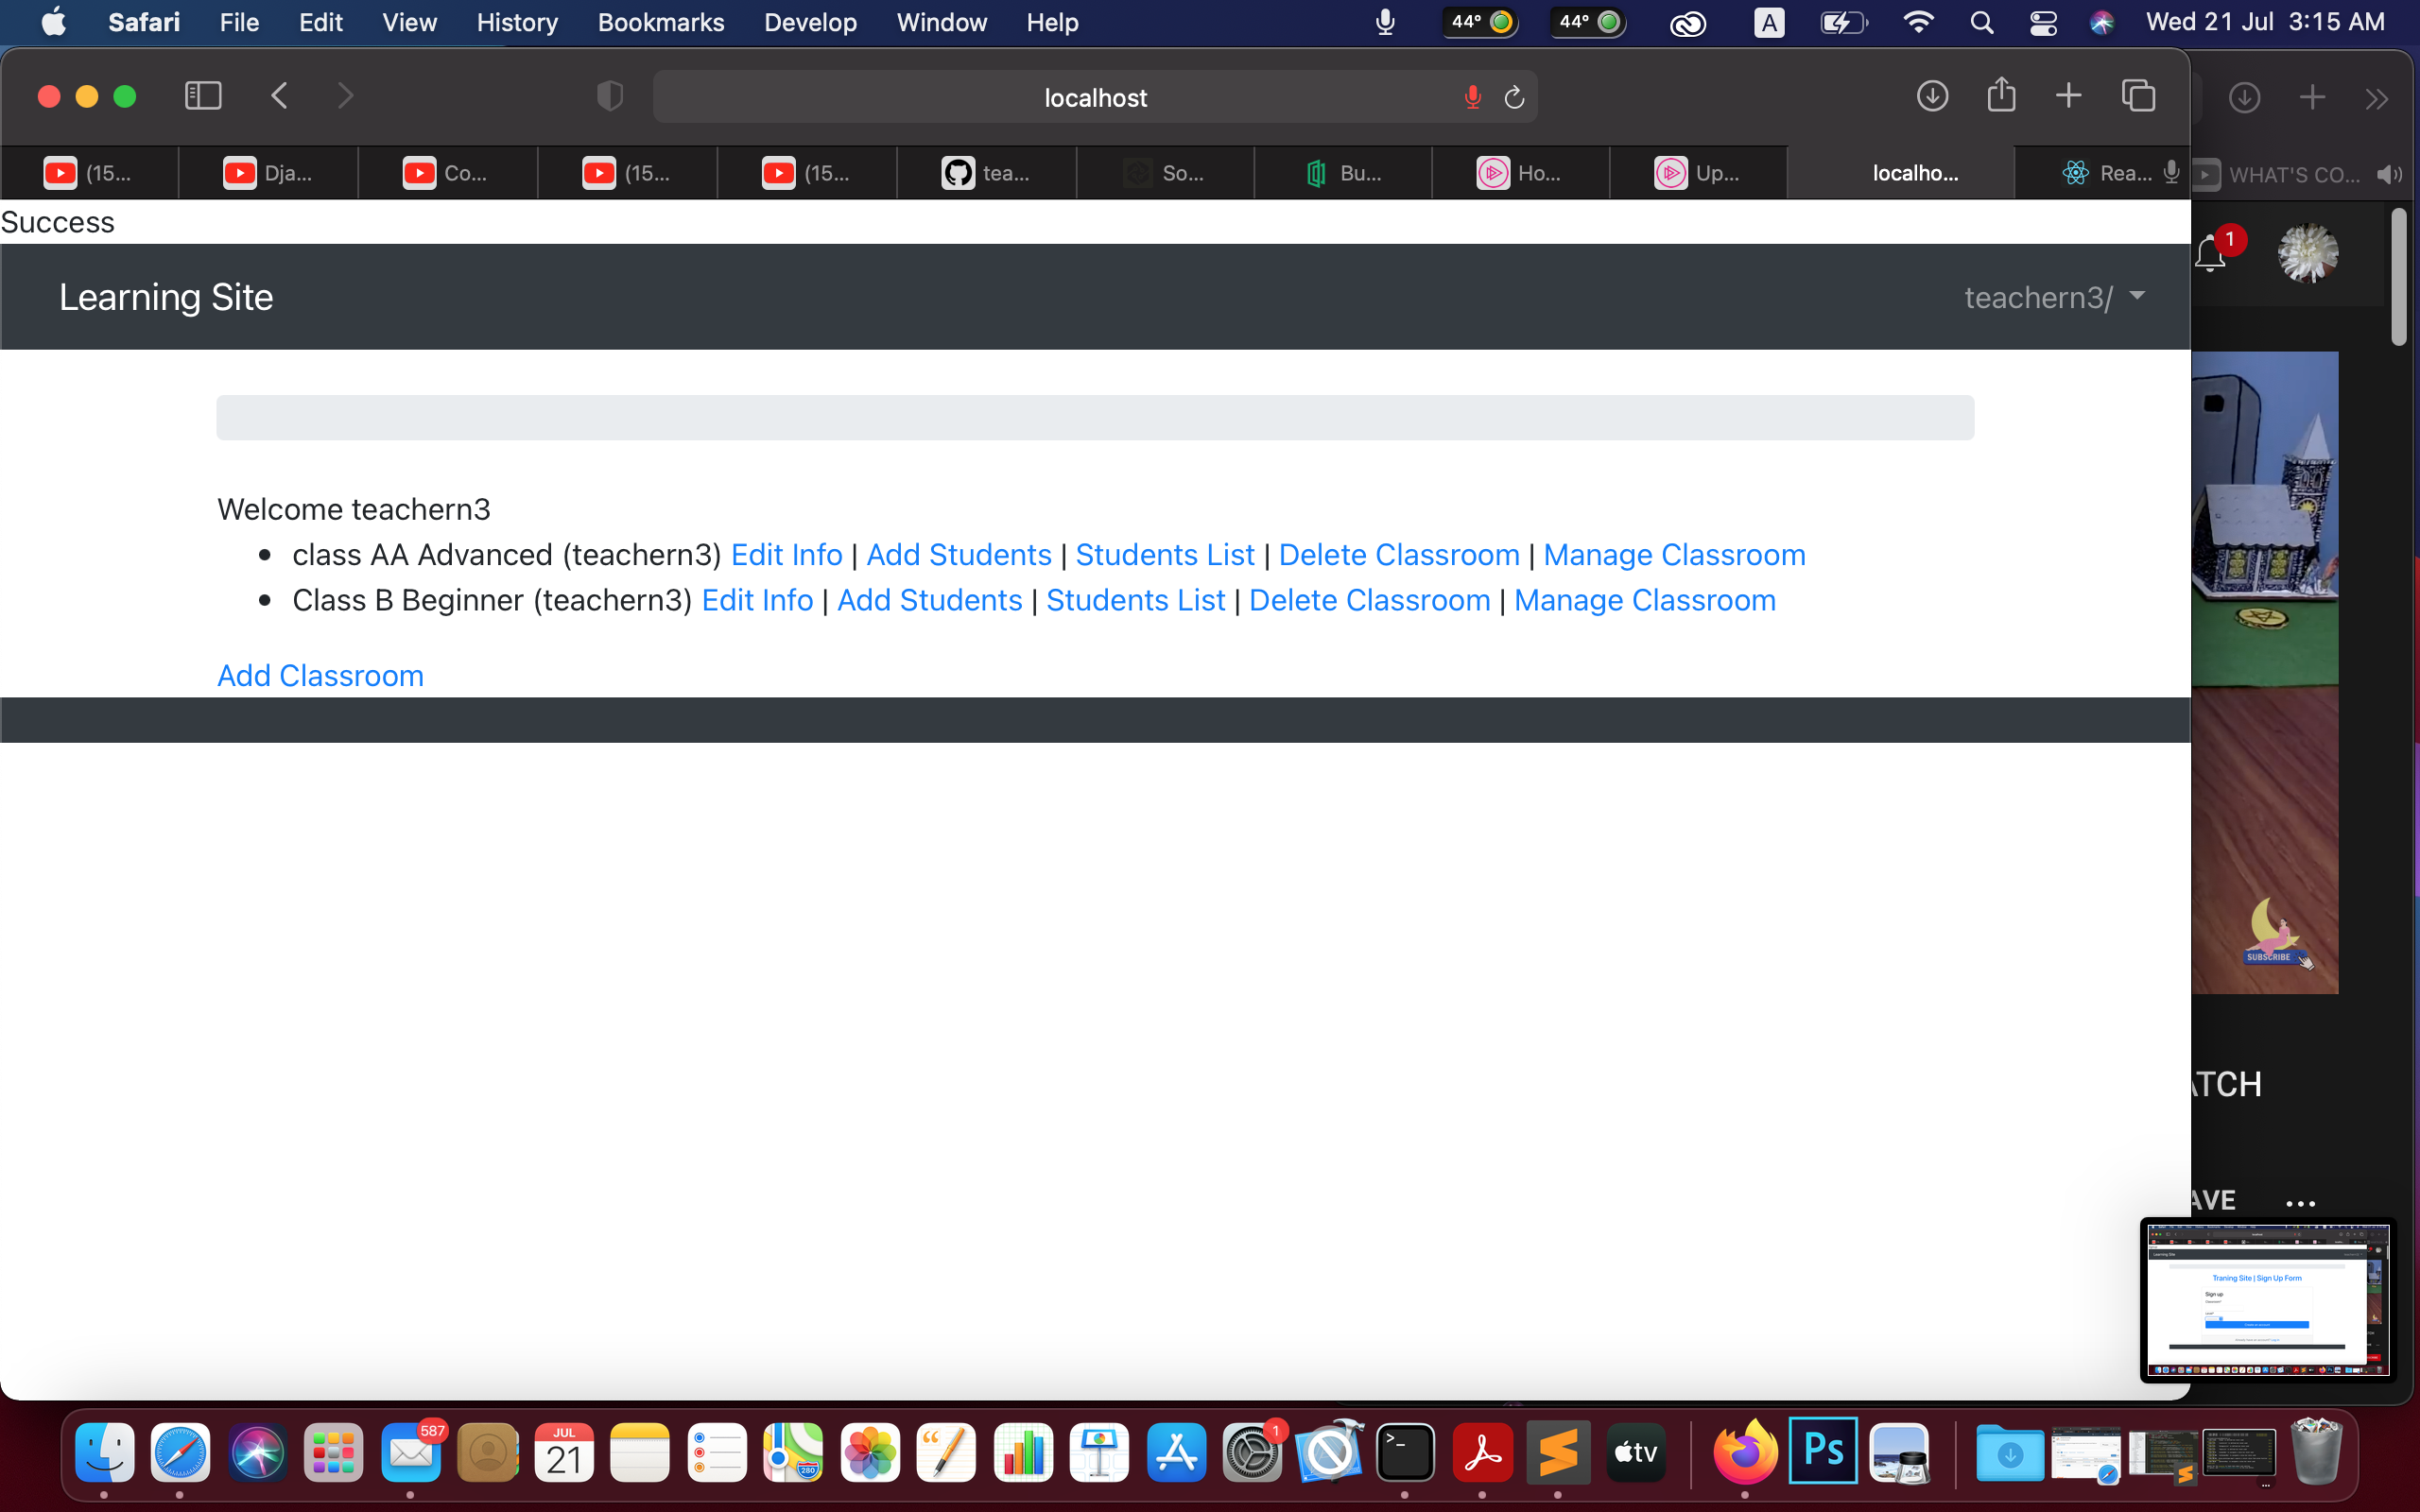 Safari File Edit View History Bookmarks Develop Window Help 44° 44° A Wed 21 Jul 3:15 AM
localhost
(15... Dja... Co... (15... (15... tea... So... Bu... Ho... Up... localho... Rea... WHAT'S CO...
Success
1
Learning Site teachern3/
Welcome teachern3
class AA Advanced (teachern3) Edit Info | Add Students | Students List | Delete Classroom | Manage Classroom
Class B Beginner (teachern3) Edit Info | Add Students | Students List | Delete Classroom | Manage Classroom
Add Classroom
SUBSCRIBE
ATCH
AVE ...
Learning Site
Traning Site | Sign Up Form
Sign up
587
JUL
21
280
1
>_
tv
Ps